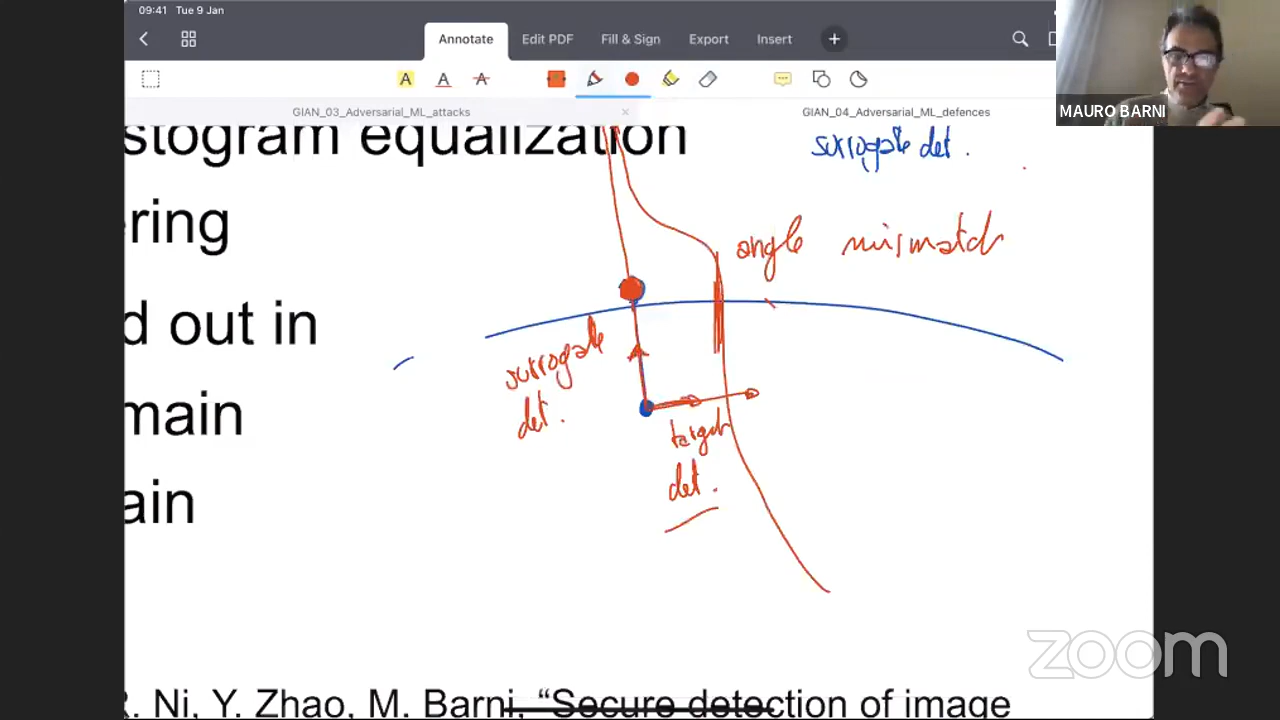 09:41 Tue 9 Jan
Annotate Edit PDF Fill & Sign Export Insert
A A A
GIAN_03_Adversarial_ML_attacks GIAN_04_Adversarial_ML_defences
MAURO BARNI
stogram equalization
surrogate det.
ering
angle mismatch
d out in
surrogate
det.
main
target
det.
ain
zoom
R. Ni, Y. Zhao, M. Barni, “Secure detection of image